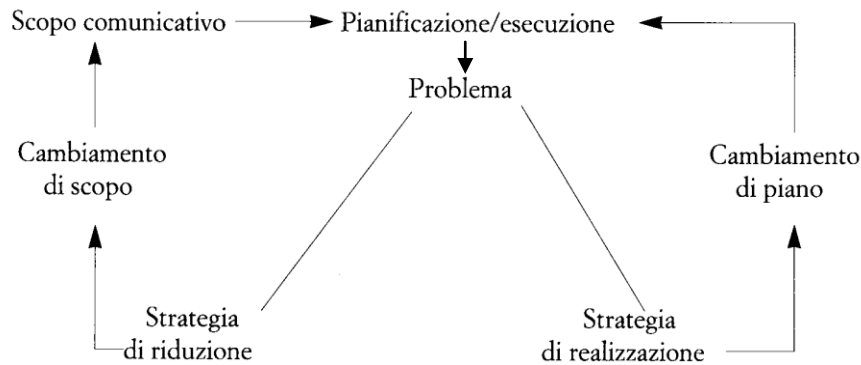 Scopo comunicativo
Pianificazione/esecuzione
Problema
Cambiamento
di scopo
Cambiamento
di piano
Strategia
di riduzione
Strategia
di realizzazione